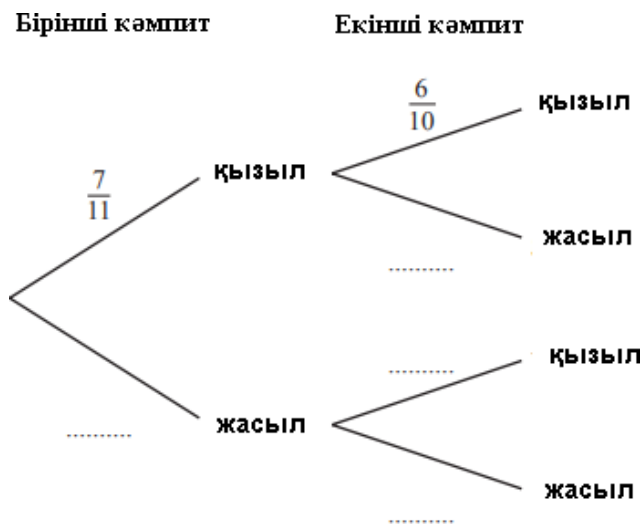 Бірінші кәмпит
Екінші кәмпит
6/10
қызыл
7/11
қызыл
жасыл
..........
..........
қызыл
жасыл
..........
жасыл
..........